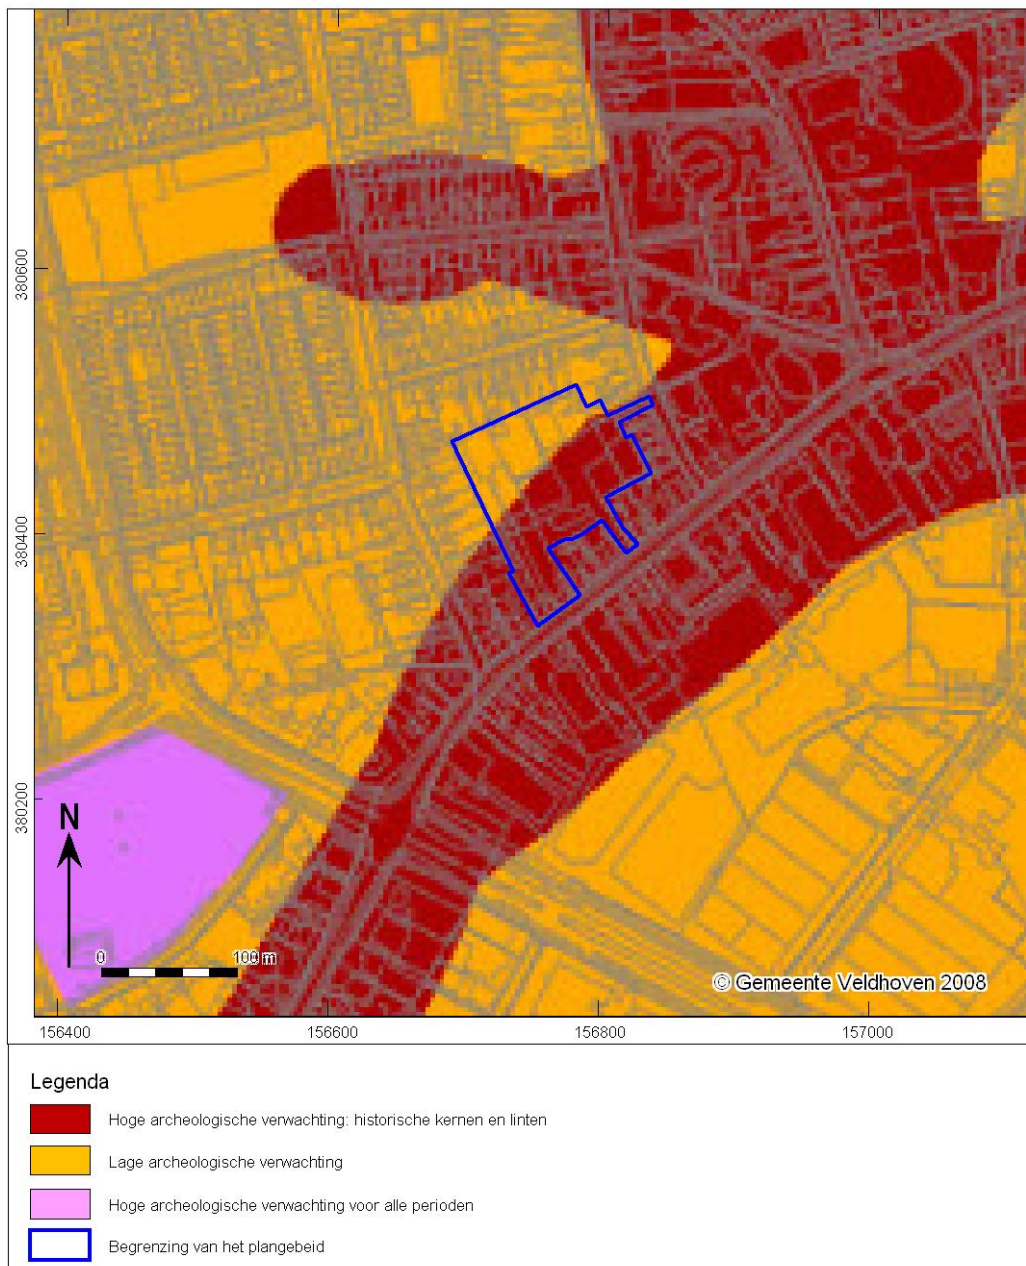 380600
380400
380200
N
0
100 m
© Gemeente Veldhoven 2008
156400
156600
156800
157000
Legenda
Hoge archeologische verwachting: historische kernen en linten
Lage archeologische verwachting
Hoge archeologische verwachting voor alle perioden
Begrenzing van het plangebeid